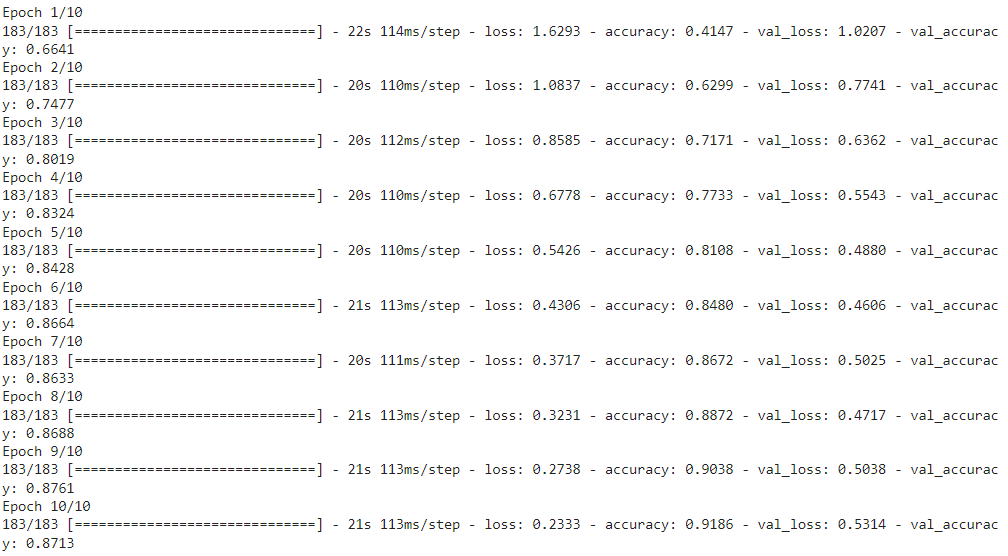 Epoch 1/10
183/183 [==============================] - 22s 114ms/step - loss: 1.6293 - accuracy: 0.4147 - val_loss: 1.0207 - val_accurac
y: 0.6641
Epoch 2/10
183/183 [==============================] - 20s 110ms/step - loss: 1.0837 - accuracy: 0.6299 - val_loss: 0.7741 - val_accurac
y: 0.7477
Epoch 3/10
183/183 [==============================] - 20s 112ms/step - loss: 0.8585 - accuracy: 0.7171 - val_loss: 0.6362 - val_accurac
y: 0.8019
Epoch 4/10
183/183 [==============================] - 20s 110ms/step - loss: 0.6778 - accuracy: 0.7733 - val_loss: 0.5543 - val_accurac
y: 0.8324
Epoch 5/10
183/183 [==============================] - 20s 110ms/step - loss: 0.5426 - accuracy: 0.8108 - val_loss: 0.4880 - val_accurac
y: 0.8428
Epoch 6/10
183/183 [==============================] - 21s 113ms/step - loss: 0.4306 - accuracy: 0.8480 - val_loss: 0.4606 - val_accurac
y: 0.8664
Epoch 7/10
183/183 [==============================] - 20s 111ms/step - loss: 0.3717 - accuracy: 0.8672 - val_loss: 0.5025 - val_accurac
y: 0.8633
Epoch 8/10
183/183 [==============================] - 21s 113ms/step - loss: 0.3231 - accuracy: 0.8872 - val_loss: 0.4717 - val_accurac
y: 0.8688
Epoch 9/10
183/183 [==============================] - 21s 113ms/step - loss: 0.2738 - accuracy: 0.9038 - val_loss: 0.5038 - val_accurac
y: 0.8761
Epoch 10/10
183/183 [==============================] - 21s 113ms/step - loss: 0.2333 - accuracy: 0.9186 - val_loss: 0.5314 - val_accurac
y: 0.8713